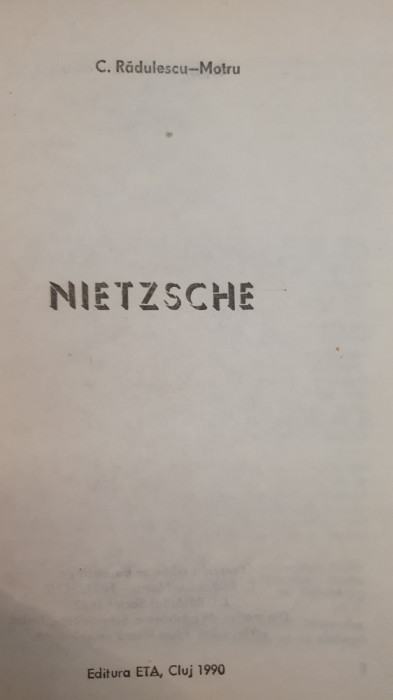 C. Rădulescu—Motru
NIETZSCHE
Editura ETA, Cluj 1990